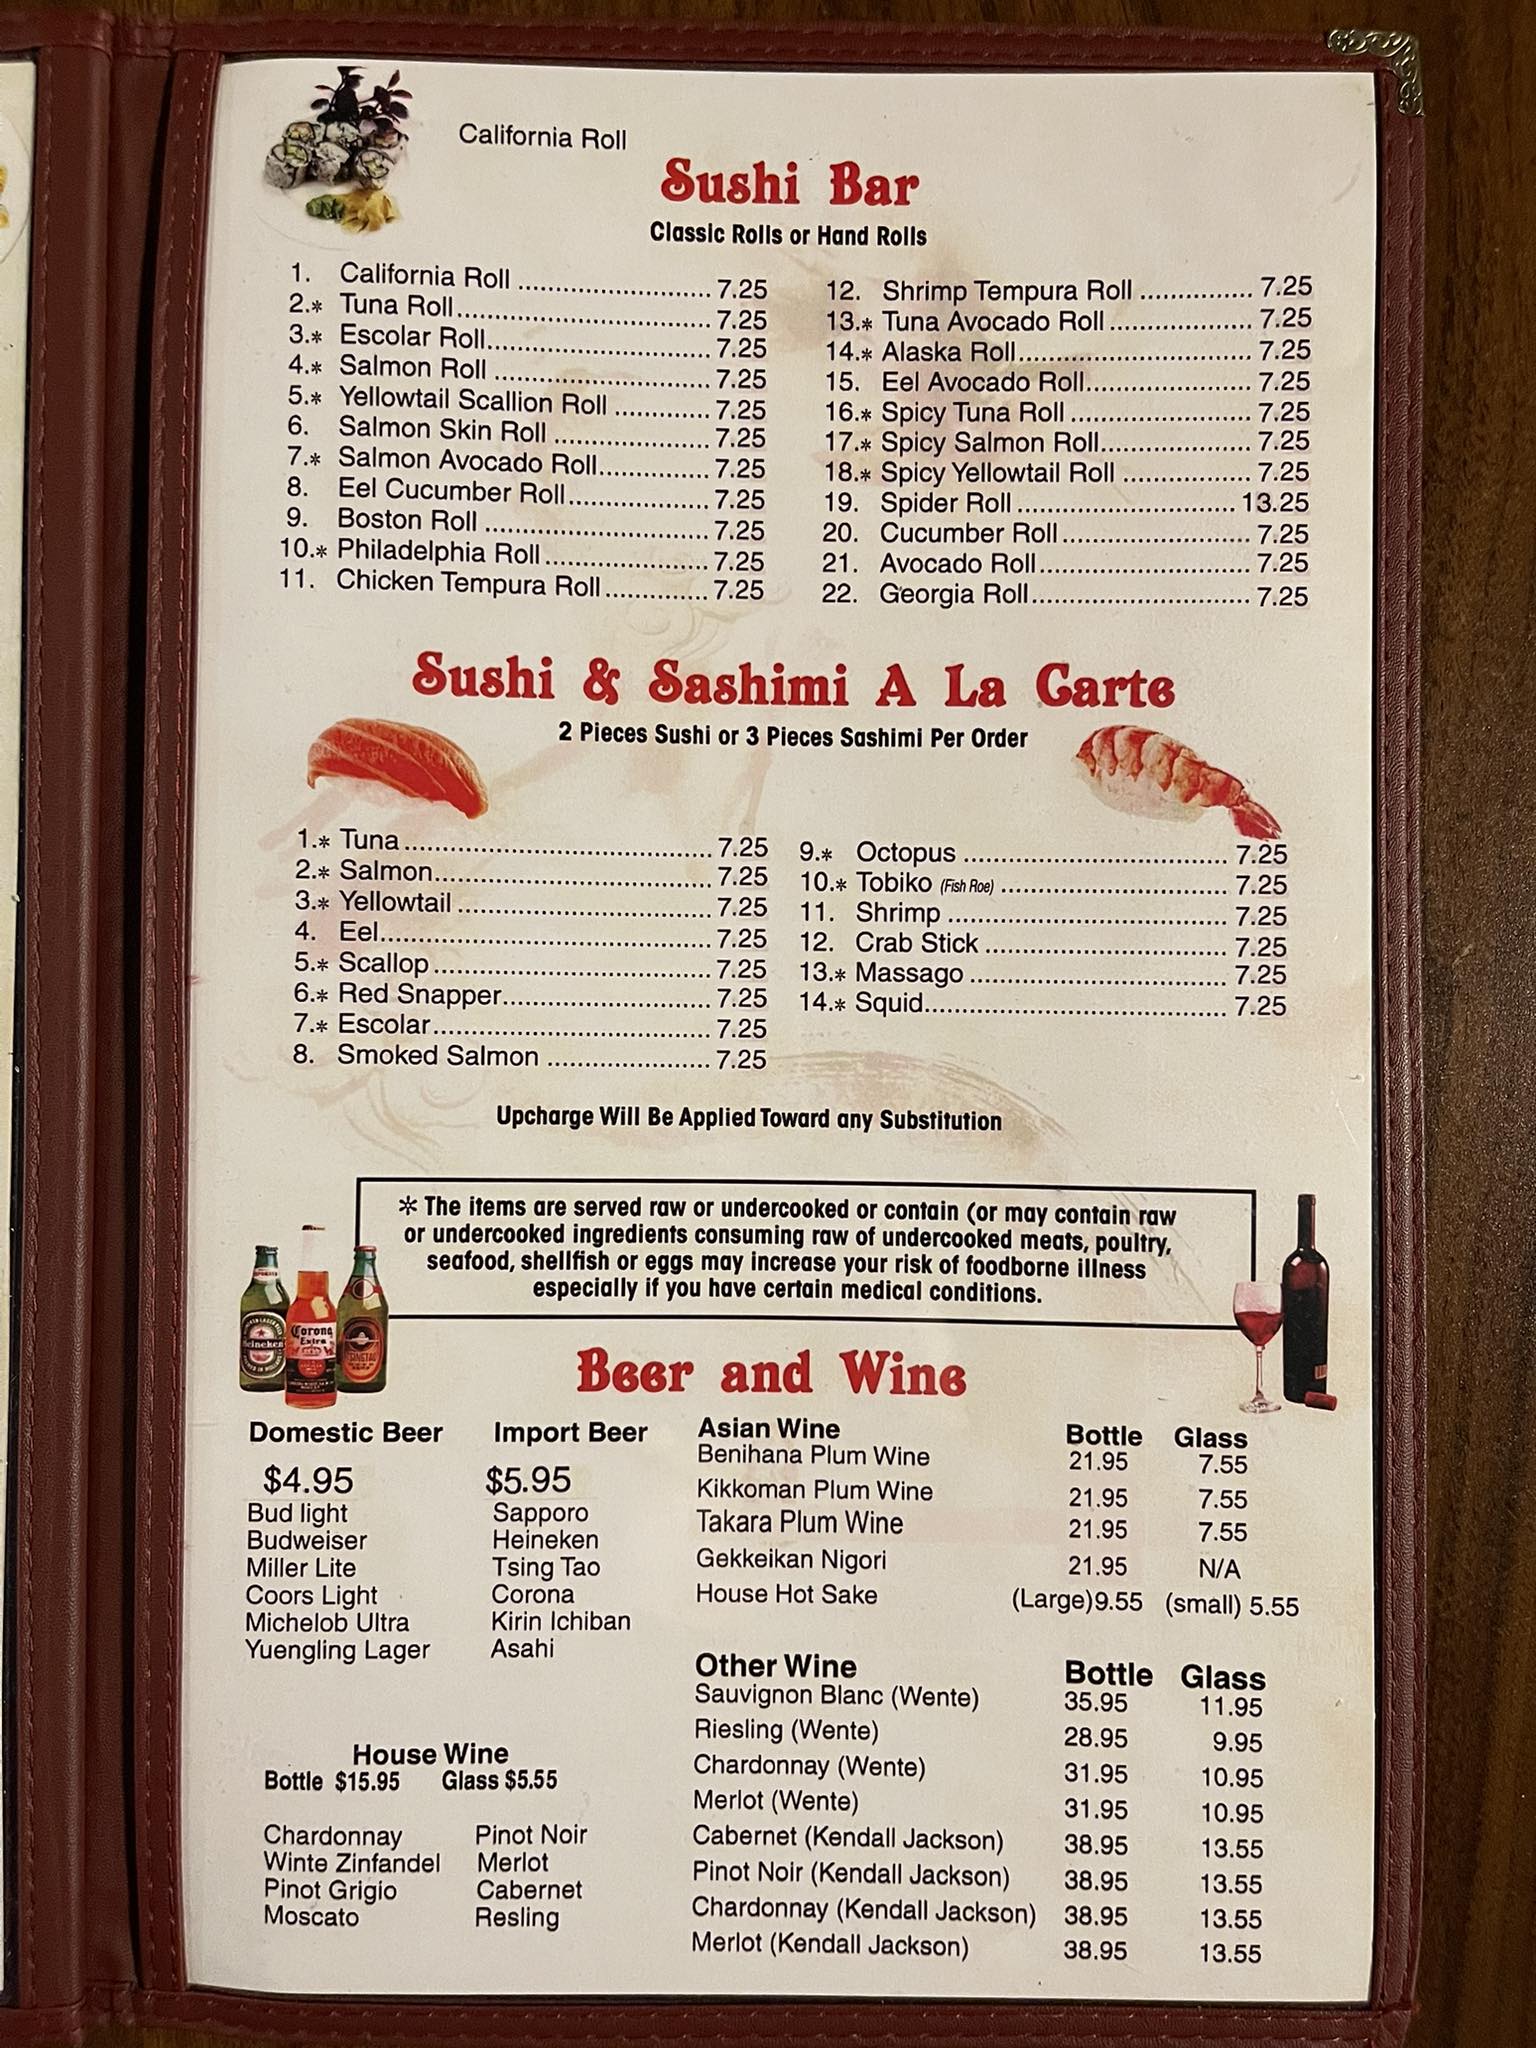 California Roll
Sushi Bar
Classic Rolls or Hand Rolls
1. California Roll ........................... 7.25
2.* Tuna Roll................................... 7.25
3.* Escolar Roll............................... 7.25
4.* Salmon Roll .............................. 7.25
5.* Yellowtail Scallion Roll ............. 7.25
6. Salmon Skin Roll ..................... 7.25
7.* Salmon Avocado Roll............... 7.25
8. Eel Cucumber Roll................... 7.25
9. Boston Roll ............................... 7.25
10.* Philadelphia Roll ...................... 7.25
11. Chicken Tempura Roll .............. 7.25
12. Shrimp Tempura Roll ............... 7.25
13.* Tuna Avocado Roll ................... 7.25
14.* Alaska Roll................................ 7.25
15. Eel Avocado Roll....................... 7.25
16.* Spicy Tuna Roll ......................... 7.25
17.* Spicy Salmon Roll..................... 7.25
18.* Spicy Yellowtail Roll .................. 7.25
19. Spider Roll .............................. 13.25
20. Cucumber Roll .......................... 7.25
21. Avocado Roll............................. 7.25
22. Georgia Roll.............................. 7.25
Sushi & Sashimi A La Carte
2 Pieces Sushi or 3 Pieces Sashimi Per Order
1.* Tuna .......................................... 7.25
2.* Salmon...................................... 7.25
3.* Yellowtail ................................... 7.25
4. Eel............................................. 7.25
5.* Scallop ...................................... 7.25
6.* Red Snapper............................. 7.25
7.* Escolar...................................... 7.25
8. Smoked Salmon ...................... 7.25
9.* Octopus .................................... 7.25
10.* Tobiko (Fish Roe) ............................... 7.25
11. Shrimp ...................................... 7.25
12. Crab Stick ................................. 7.25
13.* Massago ................................... 7.25
14.* Squid......................................... 7.25
Upcharge Will Be Applied Toward any Substitution
* The items are served raw or undercooked or contain (or may contain raw
or undercooked ingredients consuming raw of undercooked meats, poultry,
seafood, shellfish or eggs may increase your risk of foodborne illness
especially if you have certain medical conditions.
Heineken
Corona
Extra
TSINGTAO
Beer and Wine
Domestic Beer
$4.95
Bud light
Budweiser
Miller Lite
Coors Light
Michelob Ultra
Yuengling Lager
Import Beer
$5.95
Sapporo
Heineken
Tsing Tao
Corona
Kirin Ichiban
Asahi
House Wine
Bottle $15.95 Glass $5.55
Chardonnay Pinot Noir
Winte Zinfandel Merlot
Pinot Grigio Cabernet
Moscato Resling
Asian Wine Bottle Glass
Benihana Plum Wine 21.95 7.55
Kikkoman Plum Wine 21.95 7.55
Takara Plum Wine 21.95 7.55
Gekkeikan Nigori 21.95 N/A
House Hot Sake (Large)9.55 (small) 5.55
Other Wine Bottle Glass
Sauvignon Blanc (Wente) 35.95 11.95
Riesling (Wente) 28.95 9.95
Chardonnay (Wente) 31.95 10.95
Merlot (Wente) 31.95 10.95
Cabernet (Kendall Jackson) 38.95 13.55
Pinot Noir (Kendall Jackson) 38.95 13.55
Chardonnay (Kendall Jackson) 38.95 13.55
Merlot (Kendall Jackson) 38.95 13.55